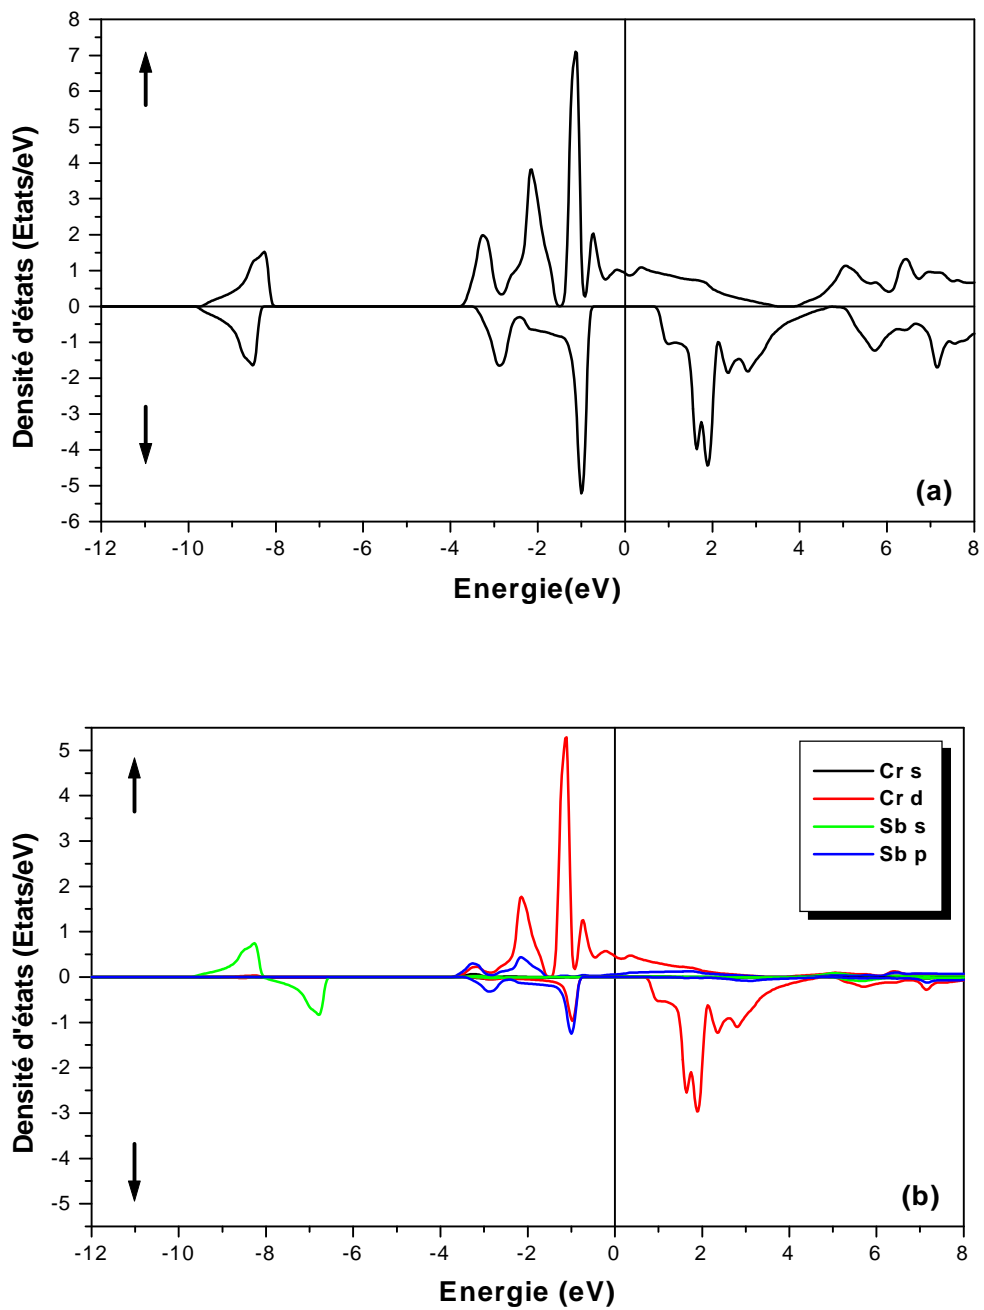 8
7
6
5
4
3
2
1
0
-1
-2
-3
-4
-5
-6
Densité d'états (Etats/eV)
(a)
-12 -10 -8 -6 -4 -2 0 2 4 6 8
Energie(eV)
5
4
3
2
1
0
-1
-2
-3
-4
-5
Densité d'états (Etats/eV)
Cr s
Cr d
Sb s
Sb p
(b)
-12 -10 -8 -6 -4 -2 0 2 4 6 8
Energie (eV)